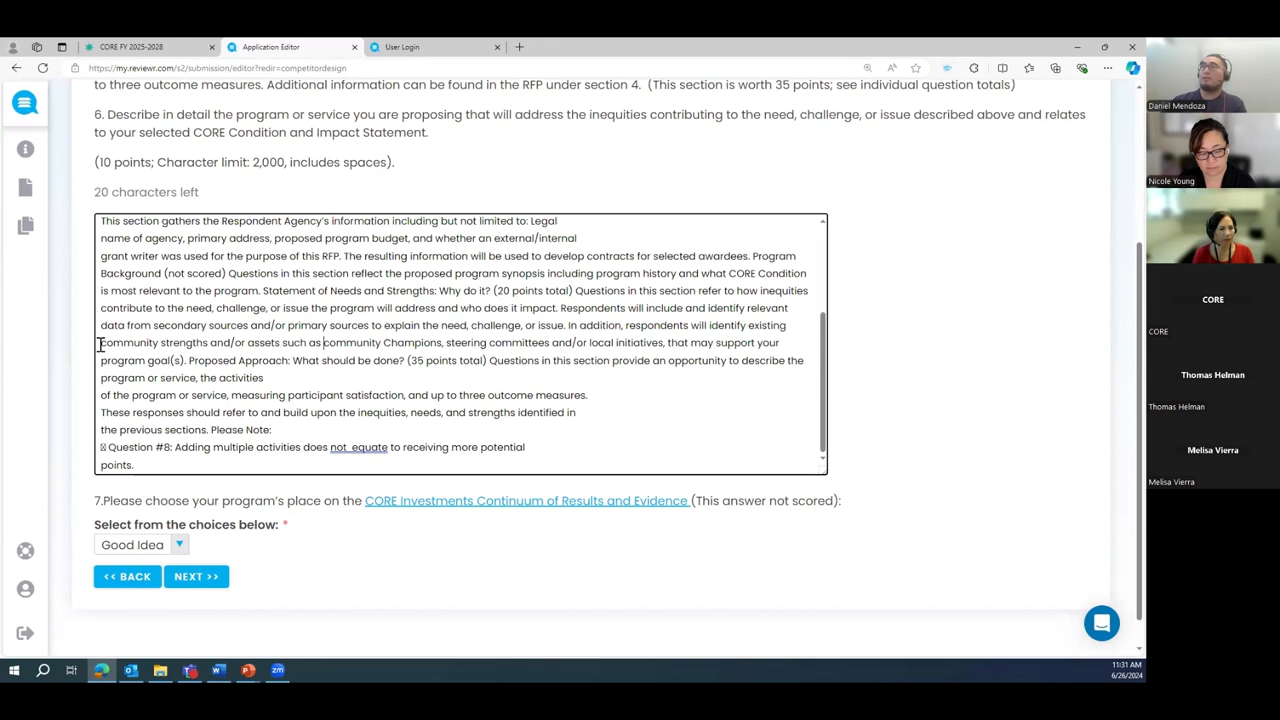 CORE FY 2025-2028
Application Editor
User Login
https://my.reviewr.com/s2/submission/editor?redir=competitordesign
to three outcome measures. Additional information can be found in the RFP under section 4. (This section is worth 35 points; see individual question totals)
6. Describe in detail the program or service you are proposing that will address the inequities contributing to the need, challenge, or issue described above and relates
to your selected CORE Condition and Impact Statement.
(10 points; Character limit: 2,000, includes spaces).
20 characters left
This section gathers the Respondent Agency's information including but not limited to: Legal
name of agency, primary address, proposed program budget, and whether an external/internal
grant writer was used for the purpose of this RFP. The resulting information will be used to develop contracts for selected awardees. Program
Background (not scored) Questions in this section reflect the proposed program synopsis including program history and what CORE Condition
is most relevant to the program. Statement of Needs and Strengths: Why do it? (20 points total) Questions in this section refer to how inequities
contribute to the need, challenge, or issue the program will address and who does it impact. Respondents will include and identify relevant
data from secondary sources and/or primary sources to explain the need, challenge, or issue. In addition, respondents will identify existing
community strengths and/or assets such as community Champions, steering committees and/or local initiatives, that may support your
program goal(s). Proposed Approach: What should be done? (35 points total) Questions in this section provide an opportunity to describe the
program or service, the activities
of the program or service, measuring participant satisfaction, and up to three outcome measures.
These responses should refer to and build upon the inequities, needs, and strengths identified in
the previous sections. Please Note:
Question #8: Adding multiple activities does not equate to receiving more potential
points.
7.Please choose your program's place on the CORE Investments Continuum of Results and Evidence (This answer not scored):
Select from the choices below: *
Good Idea
<< BACK
NEXT >>
Daniel Mendoza
Nicole Young
CORE
CORE
Thomas Helman
Thomas Helman
Melisa Vierra
Melisa Vierra
11:31 AM
6/26/2024